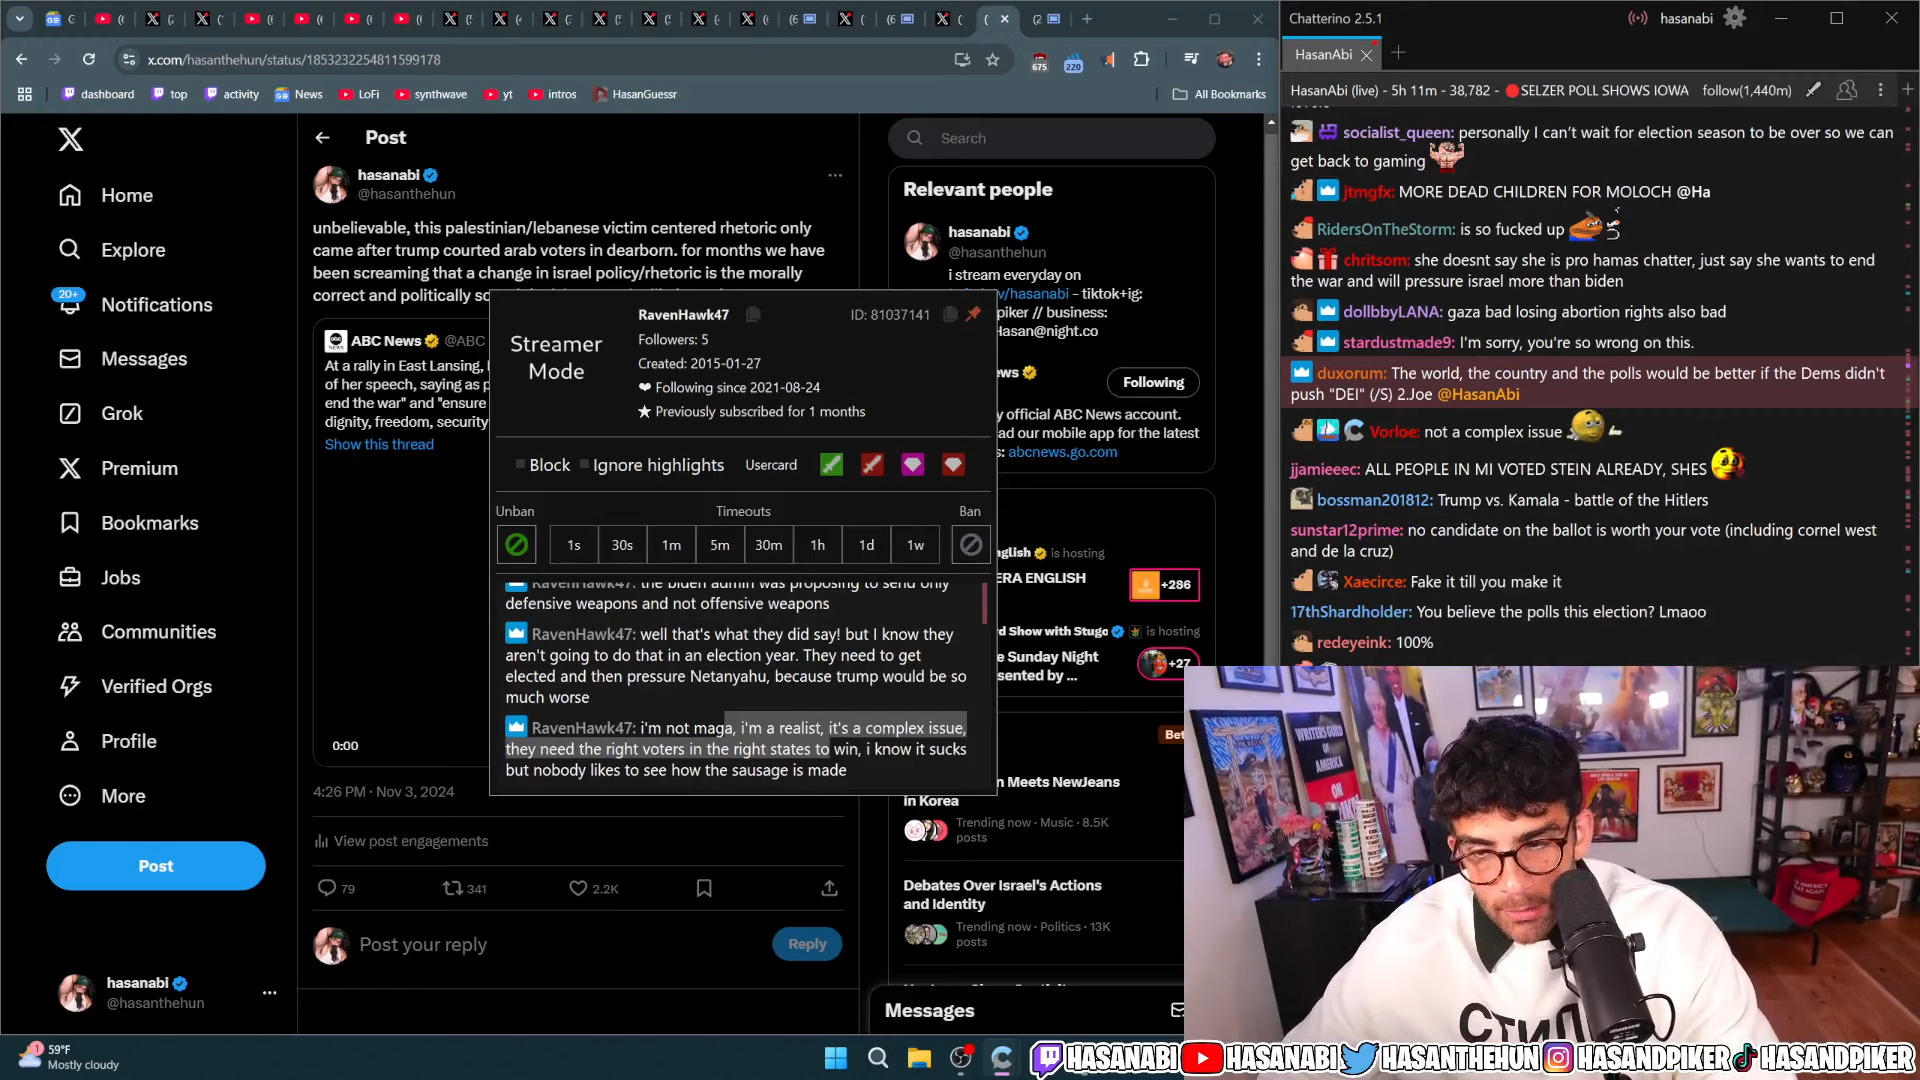 x.com/hasanthehun/status/1853232254811599178
675
220
dashboard
top
activity
News
LoFi
synthwave
yt
intros
HasanGuessr
All Bookmarks
Home
Explore
20+
Notifications
Messages
Grok
Premium
Bookmarks
Jobs
Communities
Verified Orgs
Profile
More
Post
hasanabi
@hasanthehun
Post
hasanabi
@hasanthehun
unbelievable, this palestinian/lebanese victim centered rhetoric only
came after trump courted arab voters in dearborn. for months we have
been screaming that a change in israel policy/rhetoric is the morally
correct and politically
ABC News @ABC
At a rally in East Lansing,
of her speech, saying as
end the war" and "ensure
dignity, freedom, security
Show this thread
0:00
4:26 PM · Nov 3, 2024
View post engagements
79
341
2.2K
Post your reply
Reply
Streamer
Mode
RavenHawk47
ID: 81037141
Followers: 5
Created: 2015-01-27
❤ Following since 2021-08-24
★ Previously subscribed for 1 months
Block
Ignore highlights
Usercard
Unban
Timeouts
Ban
1s
30s
1m
5m
30m
1h
1d
1w
RavenHawk47: the biden admin was proposing to send only
defensive weapons and not offensive weapons
RavenHawk47: well that's what they did say! but I know they
aren't going to do that in an election year. They need to get
elected and then pressure Netanyahu, because trump would be so
much worse
RavenHawk47: i'm not maga, i'm a realist, it's a complex issue,
they need the right voters in the right states to win, i know it sucks
but nobody likes to see how the sausage is made
Search
Relevant people
hasanabi
@hasanthehun
i stream everyday on
/hasanabi - tiktok+ig:
piker // business:
Hasan@night.co
Following
official ABC News account.
our mobile app for the latest
abcnews.go.com
is hosting
ERA ENGLISH
+286
Show with Stugo
is hosting
Sunday Night
+27
Meets NewJeans
in Korea
Trending now · Music · 8.5K
posts
Debates Over Israel's Actions
and Identity
Trending now · Politics · 13K
posts
Messages
Chatterino 2.5.1
hasanabi
HasanAbi
HasanAbi (live) - 5h 11m - 38,782 - 🔴SELZER POLL SHOWS IOWA
follow(1,440m)
socialist_queen: personally I can't wait for election season to be over so we can
get back to gaming
jtmgfx: MORE DEAD CHILDREN FOR MOLOCH @Ha
RidersOnTheStorm: is so fucked up
chritsom: she doesnt say she is pro hamas chatter, just say she wants to end
the war and will pressure israel more than biden
dollbbyLANA: gaza bad losing abortion rights also bad
stardustmade9: I'm sorry, you're so wrong on this.
duxorum: The world, the country and the polls would be better if the Dems didn't
push "DEI" (/S) 2.Joe @HasanAbi
Vorloe: not a complex issue
jjamieeec: ALL PEOPLE IN MI VOTED STEIN ALREADY, SHES
bossman201812: Trump vs. Kamala - battle of the Hitlers
sunstar12prime: no candidate on the ballot is worth your vote (including cornel west
and de la cruz)
Xaecirce: Fake it till you make it
17thShardholder: You believe the polls this election? Lmaoo
redeyeink: 100%
WRITERS GUILD
AMERICA
ON
СТИЛ
1
59°F
Mostly cloudy
HASANABI
HASANABI
HASANTHEHUN
HASANDPIKER
HASANDPIKER